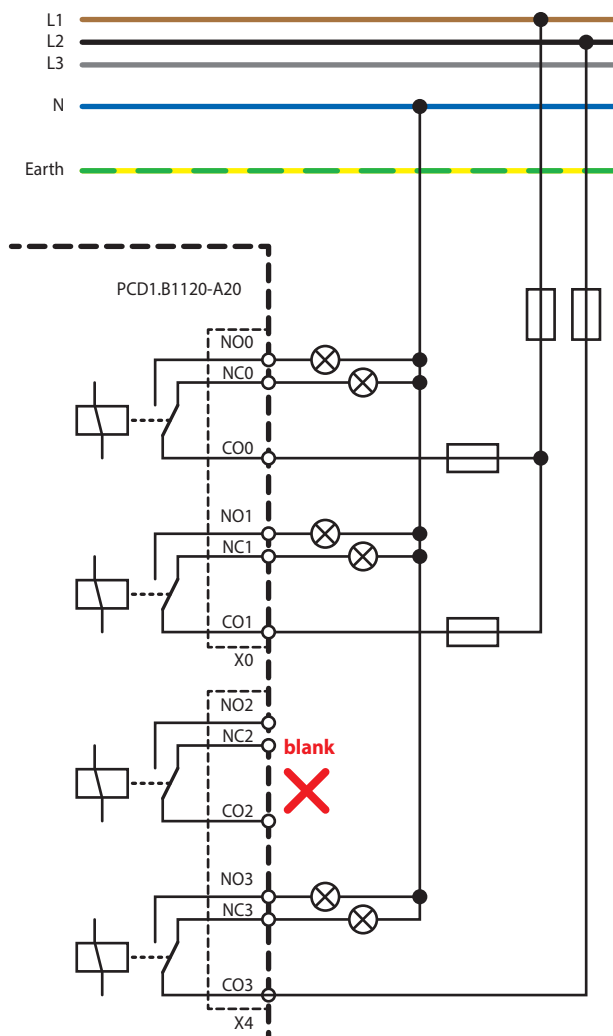 L1
L2
L3
N
Earth
PCD1.B1120-A20
NO0
NC0
CO0
NO1
NC1
CO1
X0
NO2
NC2
blank
CO2
NO3
NC3
CO3
X4